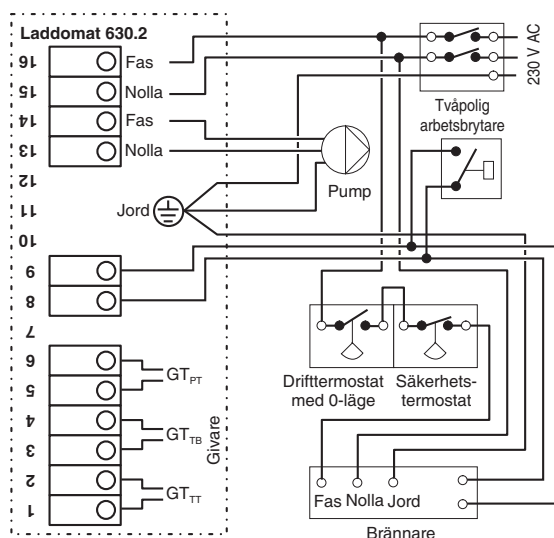 Laddomat 630.2
16 Fas
15 Nolla
14 Fas
13 Nolla
12
11 Jord
10
9
8
7
6
5
4
3
2
1
GTPT
GTTB
GTTT
Givare
Pump
230 V AC
Tvåpolig
arbetsbrytare
Drifttermostat
med 0-läge
Säkerhets-
termostat
Fas Nolla Jord
Brännare